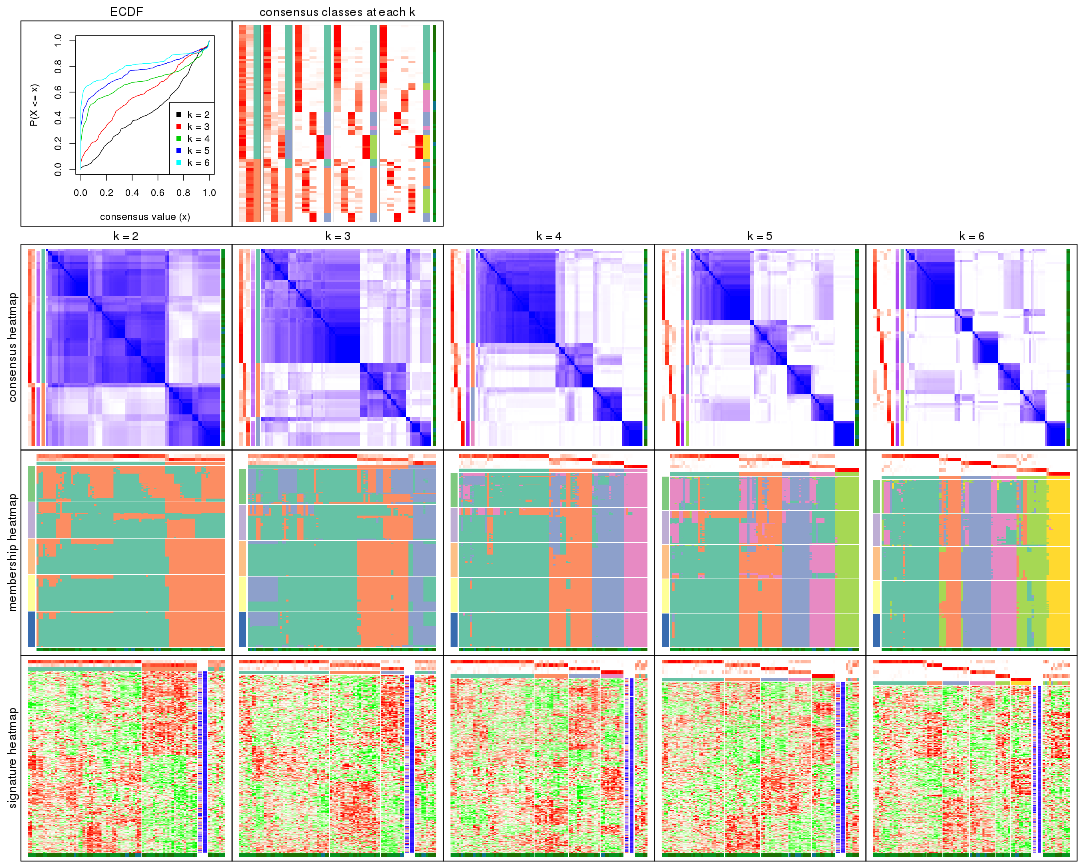 ECDF
consensus classes at each k
P(X <= x)
0.0
0.2
0.4
0.6
0.8
1.0
k = 2
k = 3
k = 4
k = 5
k = 6
0.0 0.2 0.4 0.6 0.8 1.0
consensus value (x)
k = 2
k = 3
k = 4
k = 5
k = 6
consensus heatmap
membership heatmap
signature heatmap